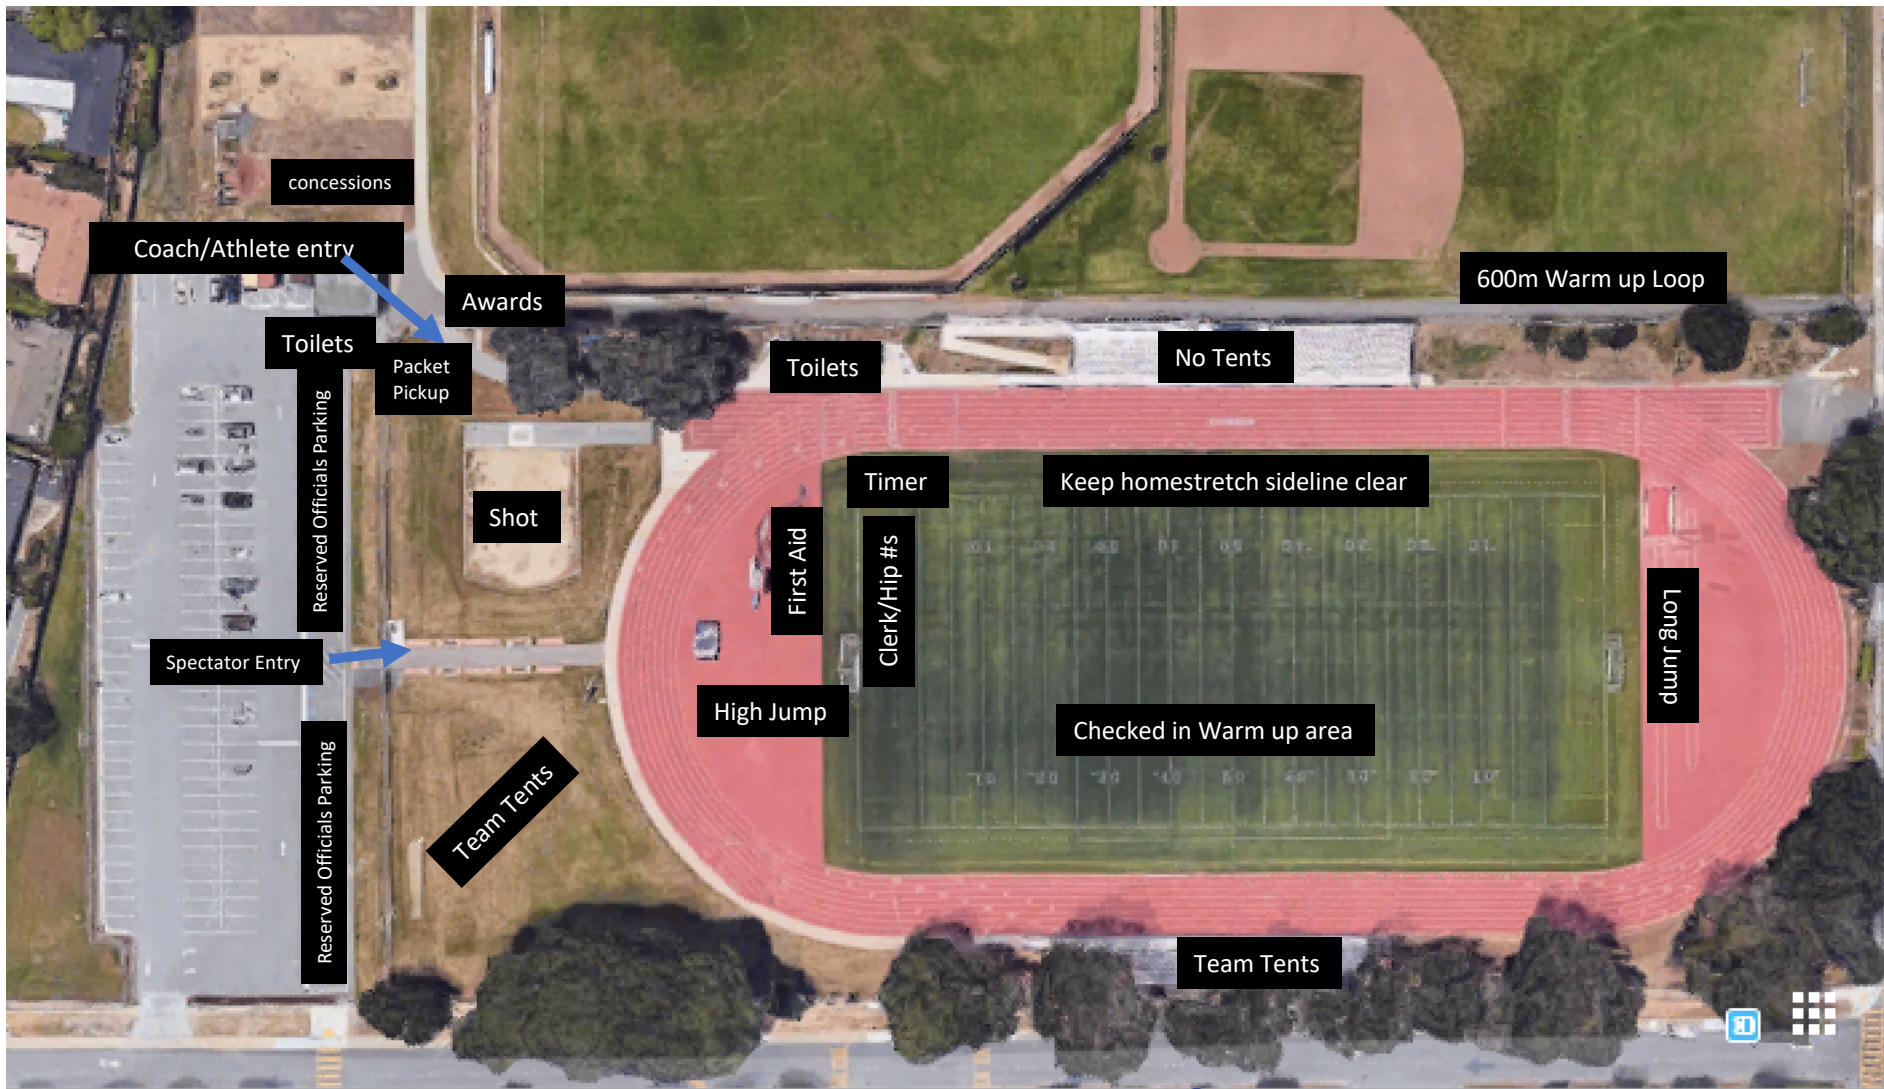 concessions
Coach/Athlete entry
600m Warm up Loop
Awards
Toilets
Packet
Pickup
Toilets
No Tents
Reserved Officials Parking
Timer
Keep homestretch sideline clear
Shot
First Aid
Clerk/Hip #s
Long Jump
Spectator Entry
High Jump
Checked in Warm up area
Team Tents
Reserved Officials Parking
Team Tents